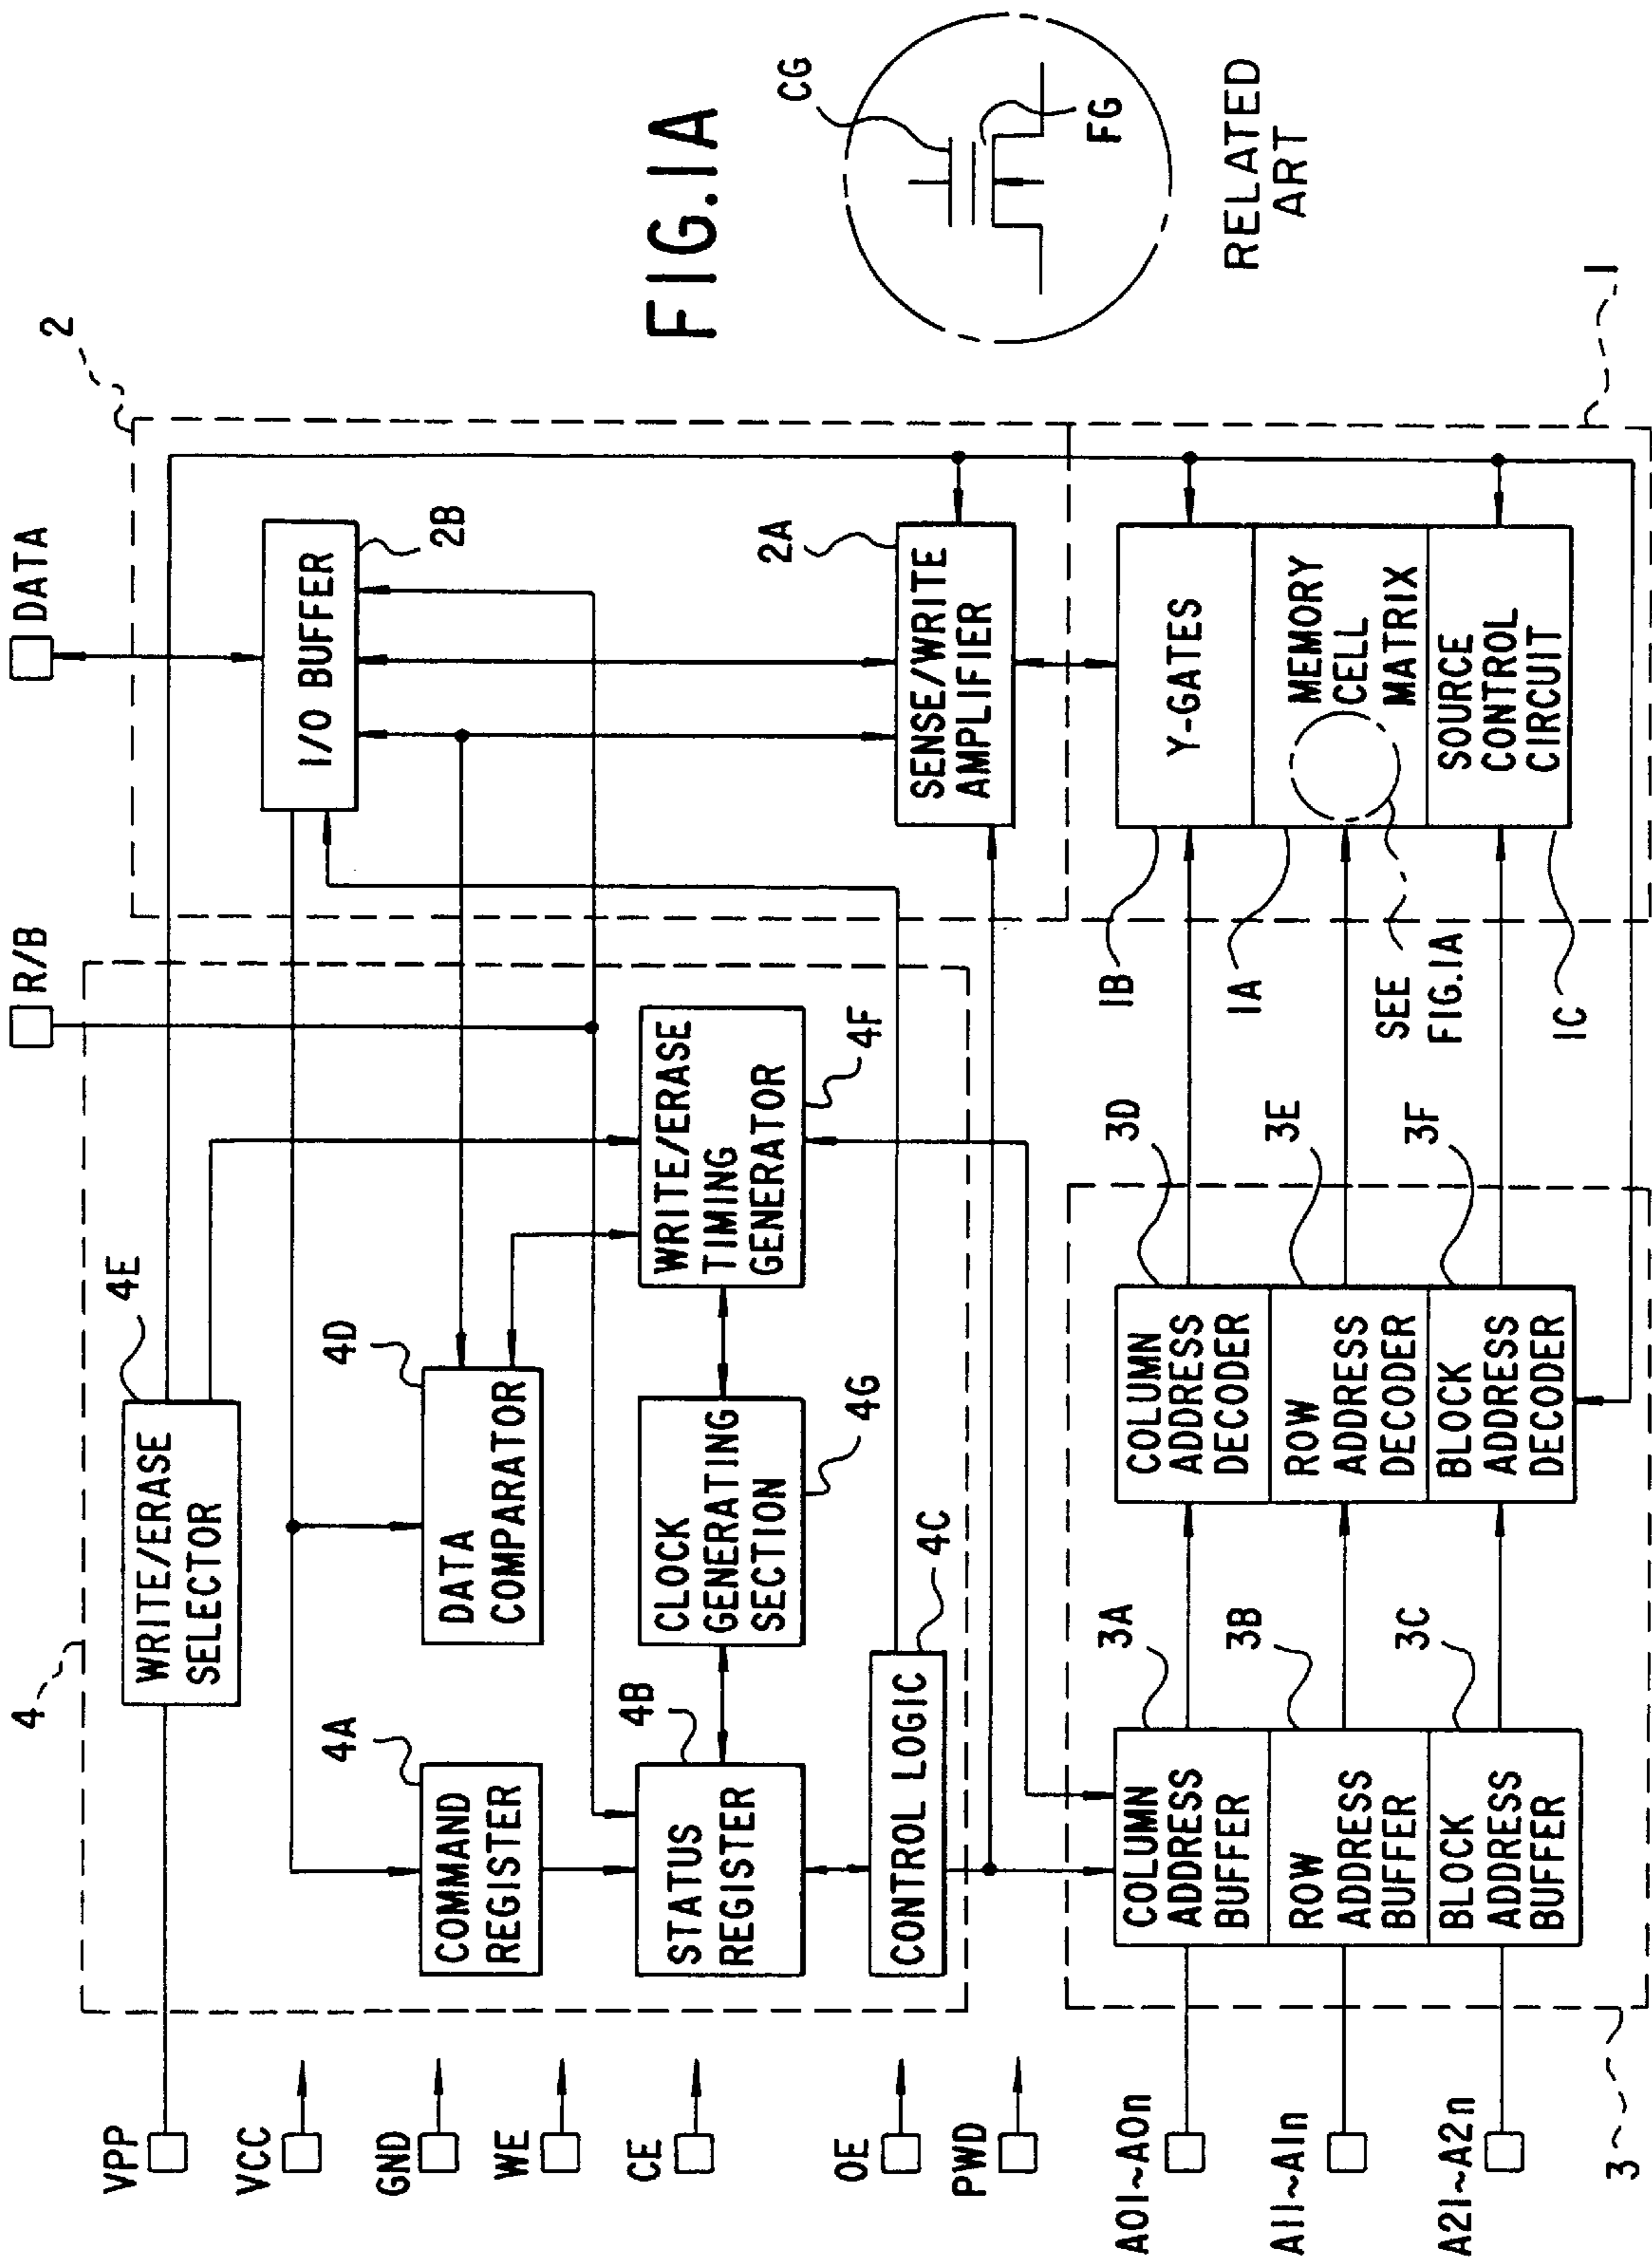 FIG.1A
CG
FG
RELATED
ART
2
DATA
R/B
I/O BUFFER
2B
2A
SENSE/WRITE
AMPLIFIER
4
4E
WRITE/ERASE
SELECTOR
4D
DATA
COMPARATOR
4A
COMMAND
REGISTER
4F
WRITE/ERASE
TIMING
GENERATOR
4G
CLOCK
GENERATING
SECTION
4B
STATUS
REGISTER
4C
CONTROL LOGIC
1
Y-GATES
MEMORY
CELL
MATRIX
SOURCE
CONTROL
CIRCUIT
1B
1A
SEE
FIG.1A
1C
3D
3E
3F
COLUMN
ADDRESS
DECODER
ROW
ADDRESS
DECODER
BLOCK
ADDRESS
DECODER
3A
3B
3C
COLUMN
ADDRESS
BUFFER
ROW
ADDRESS
BUFFER
BLOCK
ADDRESS
BUFFER
3
VPP
VCC
GND
WE
CE
OE
PWD
A01~A0n
A11~A1n
A21~A2n